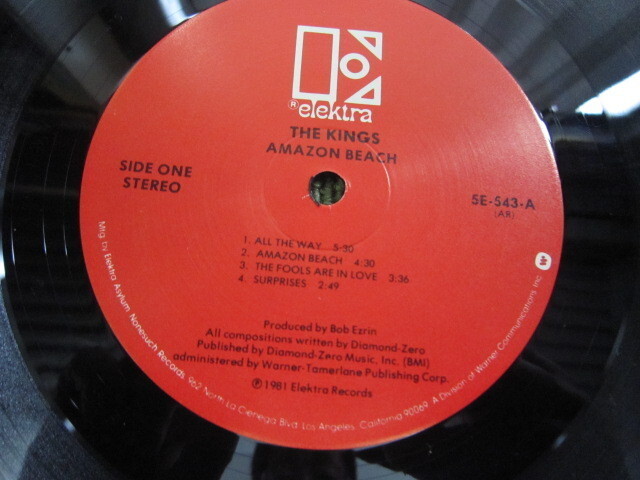 ® elektra
THE KINGS
AMAZON BEACH
SIDE ONE
STEREO
5E-543-A
(AR)
1. ALL THE WAY 5:30
2. AMAZON BEACH 4:30
3. THE FOOLS ARE IN LOVE 3:36
4. SURPRISES 2:49
Produced by Bob Ezrin
All compositions written by Diamond-Zero
Published by Diamond-Zero Music, Inc. (BMI)
administered by Warner-Tamerlane Publishing Corp.
℗ 1981 Elektra Records
Mfg. by Elektra/Asylum/Nonesuch Records, 962 North La Cienega Blvd. Los Angeles, California 90069. A Division of Warner Communications Inc.